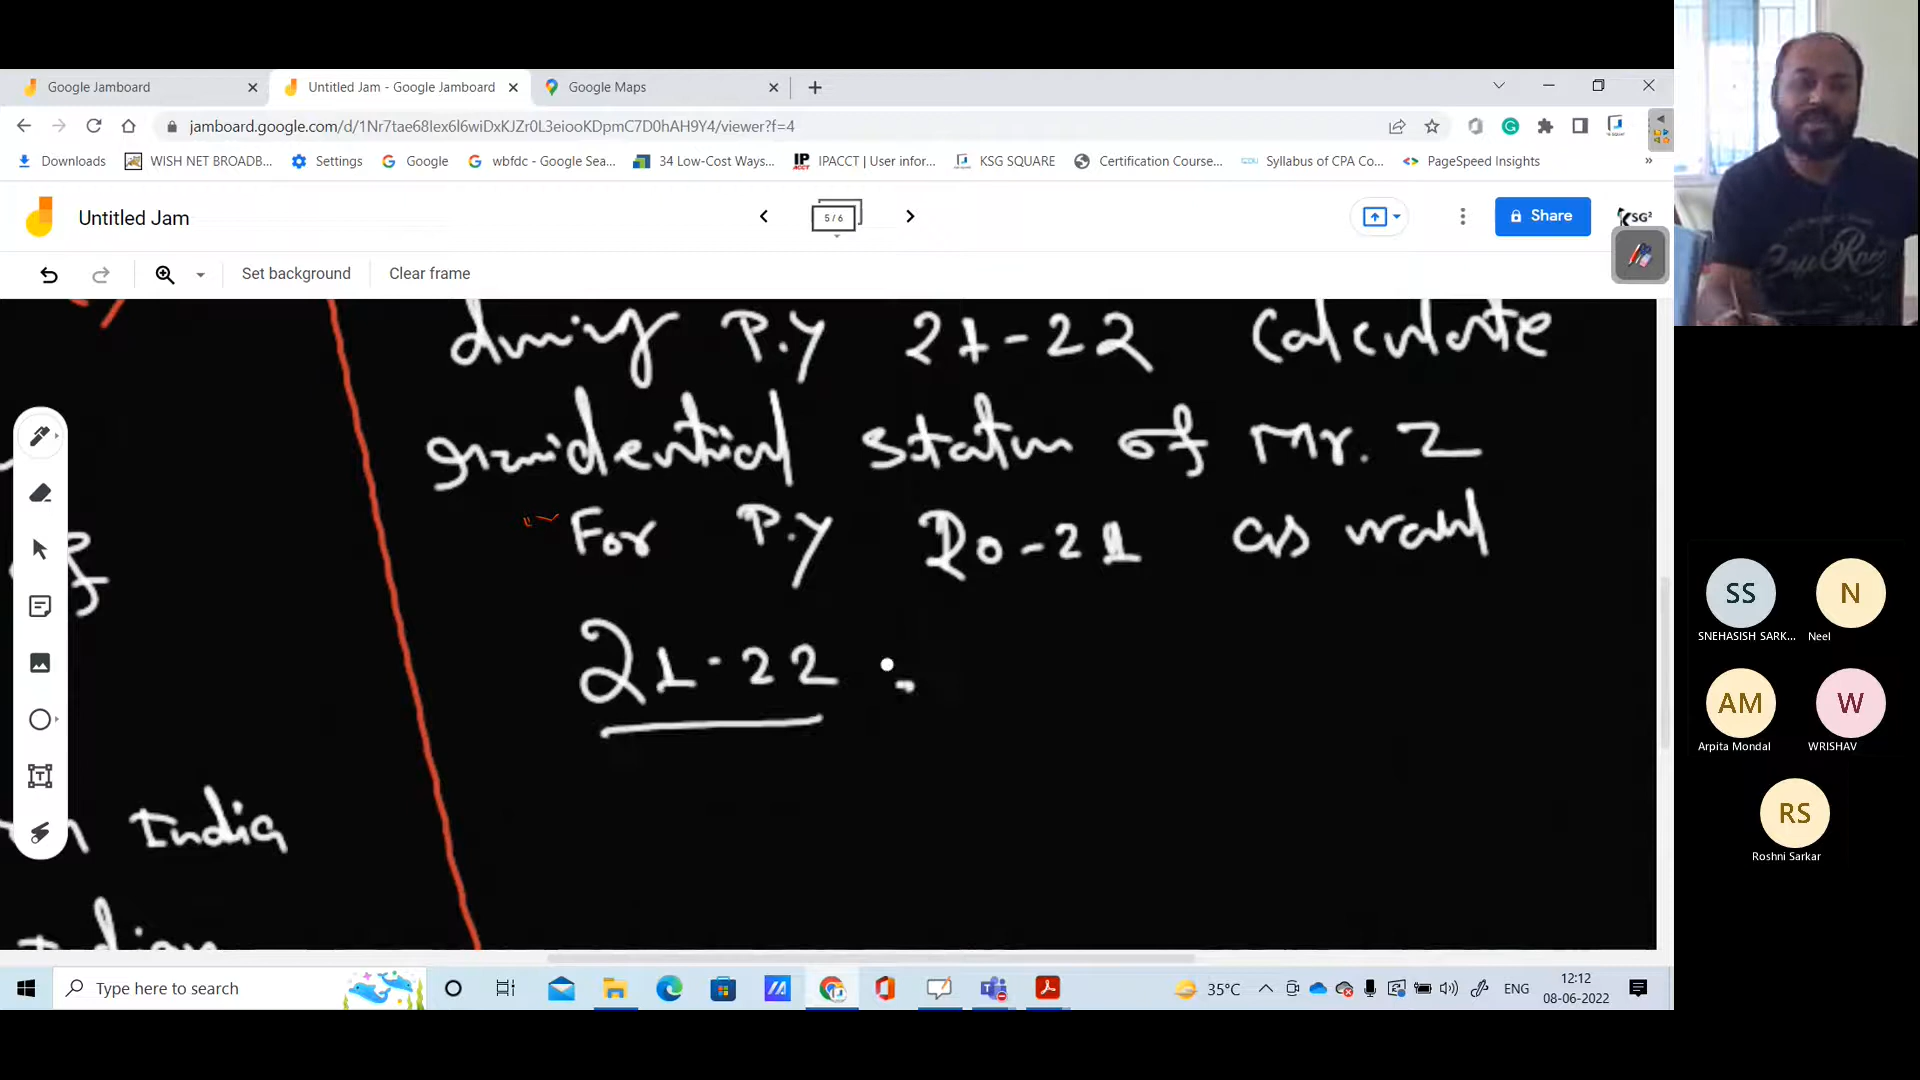 Google Jamboard
Untitled Jam - Google Jamboard
Google Maps
jamboard.google.com/d/1Nr7tae68lex6l6wiDxKJZr0L3eiooKDpmC7D0hAH9Y4/viewer?f=4
Downloads
WISH NET BROADB...
Settings
Google
wbfdc - Google Sea...
34 Low-Cost Ways...
IPACCT | User infor...
KSG SQUARE
Certification Course...
Syllabus of CPA Co...
PageSpeed Insights
»
Untitled Jam
5 / 6
Share
KSG²
Set background
Clear frame
during P.Y 21-22 Calculate
residential status of Mr. Z
For P.Y 20-21 as wall
21-22 :
India
Indian
SS
SNEHASISH SARK...
N
Neel
AM
Arpita Mondal
W
WRISHAV
RS
Roshni Sarkar
Type here to search
35°C
ENG
12:12
08-06-2022